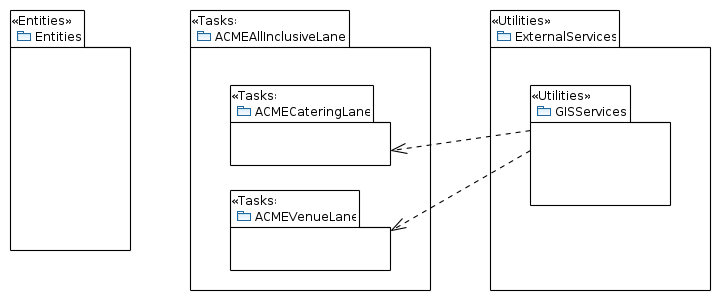 «Entities»
Entities
«Tasks:
ACMEAllInclusiveLane
«Tasks:
ACMECateringLane
«Tasks:
ACMEVenueLane
«Utilities»
ExternalServices
«Utilities»
GISServices